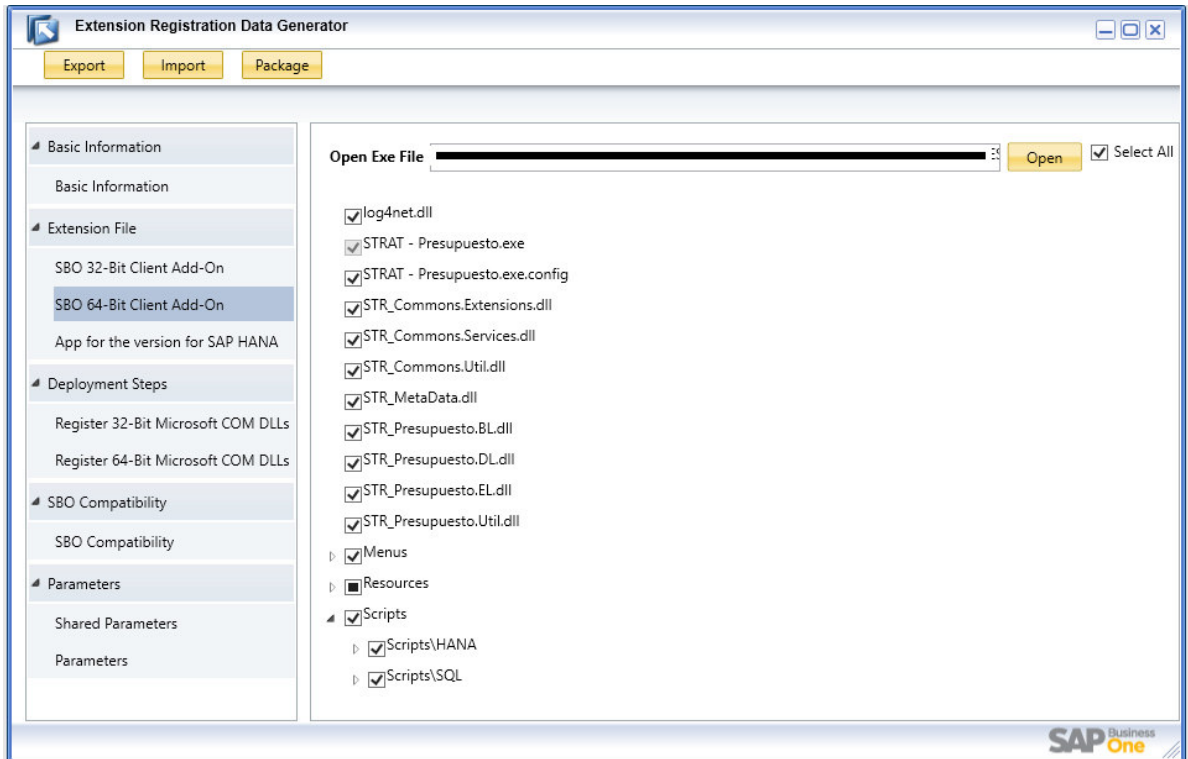 Extension Registration Data Generator
Export Import Package
Basic Information
Basic Information
Extension File
SBO 32-Bit Client Add-On
SBO 64-Bit Client Add-On
App for the version for SAP HANA
Deployment Steps
Register 32-Bit Microsoft COM DLLs
Register 64-Bit Microsoft COM DLLs
SBO Compatibility
SBO Compatibility
Parameters
Shared Parameters
Parameters
Open Exe File Open Select All
log4net.dll
STRAT - Presupuesto.exe
STRAT - Presupuesto.exe.config
STR_Commons.Extensions.dll
STR_Commons.Services.dll
STR_Commons.Util.dll
STR_MetaData.dll
STR_Presupuesto.BL.dll
STR_Presupuesto.DL.dll
STR_Presupuesto.EL.dll
STR_Presupuesto.Util.dll
Menus
Resources
Scripts
Scripts\HANA
Scripts\SQL
SAP Business One